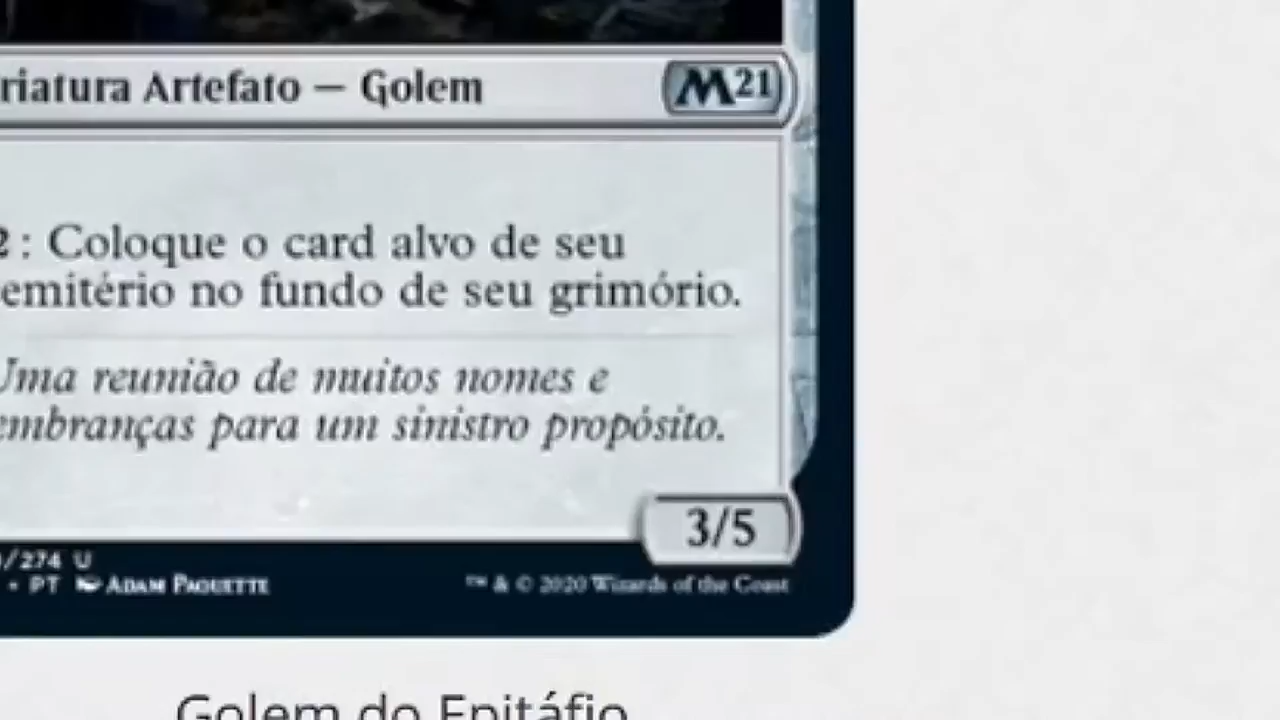 riatura Artefato — Golem M21
2: Coloque o card alvo de seu
emitério no fundo de seu grimório.
Uma reunião de muitos nomes e
embranças para um sinistro propósito.
3/5
/274 U
• PT Adam Paquette
™ & © 2020 Wizards of the Coast
Golem do Epitáfio